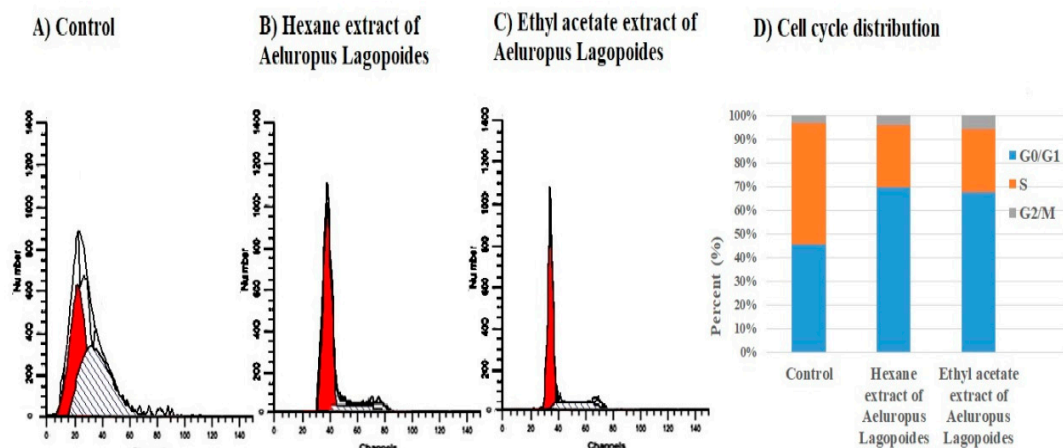 A) Control
B) Hexane extract of
Aeluropus Lagopoides
C) Ethyl acetate extract of
Aeluropus Lagopoides
D) Cell cycle distribution
Number
1400
1200
1000
800
600
400
200
0
0 20 40 60 80 100 120 140
Number
1400
1200
1000
800
600
400
200
0
0 20 40 60 80 100 120 140
Channels
Number
1400
1200
1000
800
600
400
200
0
0 20 40 60 80 100 120 140
Channels
Percent (%)
100%
90%
80%
70%
60%
50%
40%
30%
20%
10%
0%
Control
Hexane
extract of
Aeluropus
Lagopoides
Ethyl acetate
extract of
Aeluropus
Lagopoides
G0/G1
S
G2/M